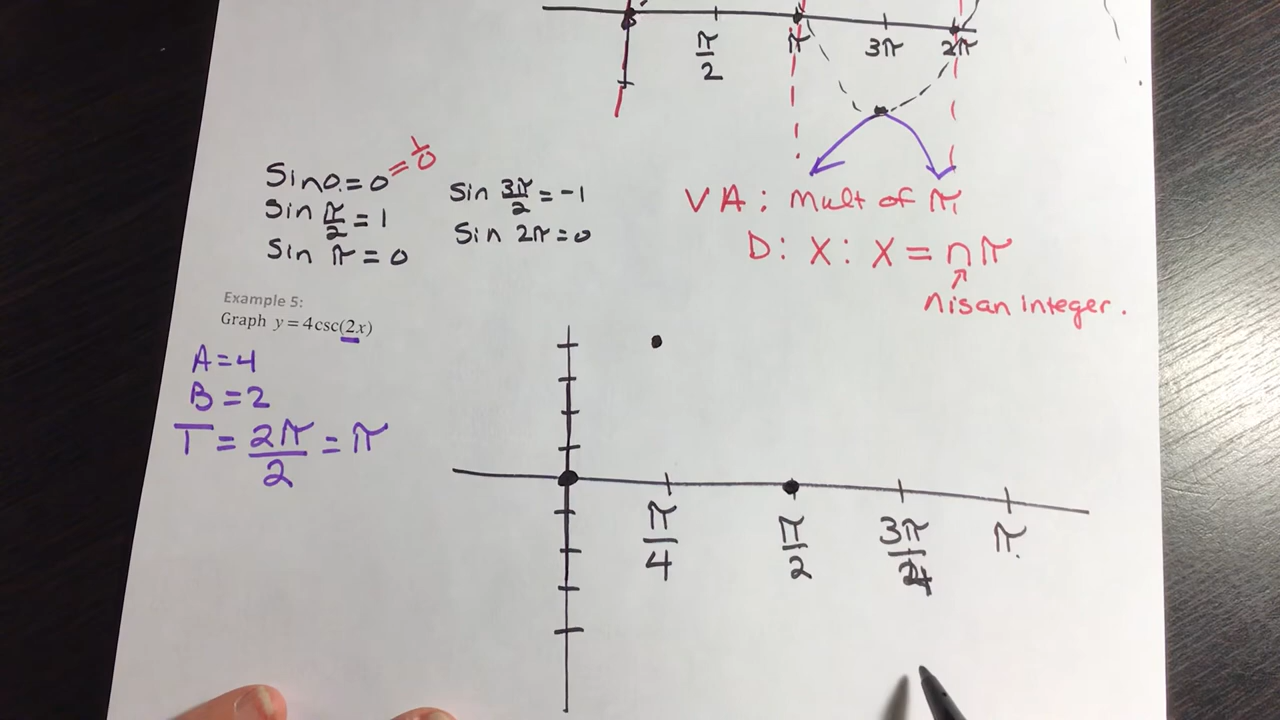 π/2 π 3π 2π
Sin 0 = 0 = 1/0
Sin π/2 = 1
Sin π = 0
Sin 3π/2 = -1
Sin 2π = 0
VA: Mult of π
D: X: X = nπ
n is an integer.
Example 5:
Graph y = 4csc(2x)
A = 4
B = 2
T = 2π/2 = π
π/4 π/2 3π/4 π